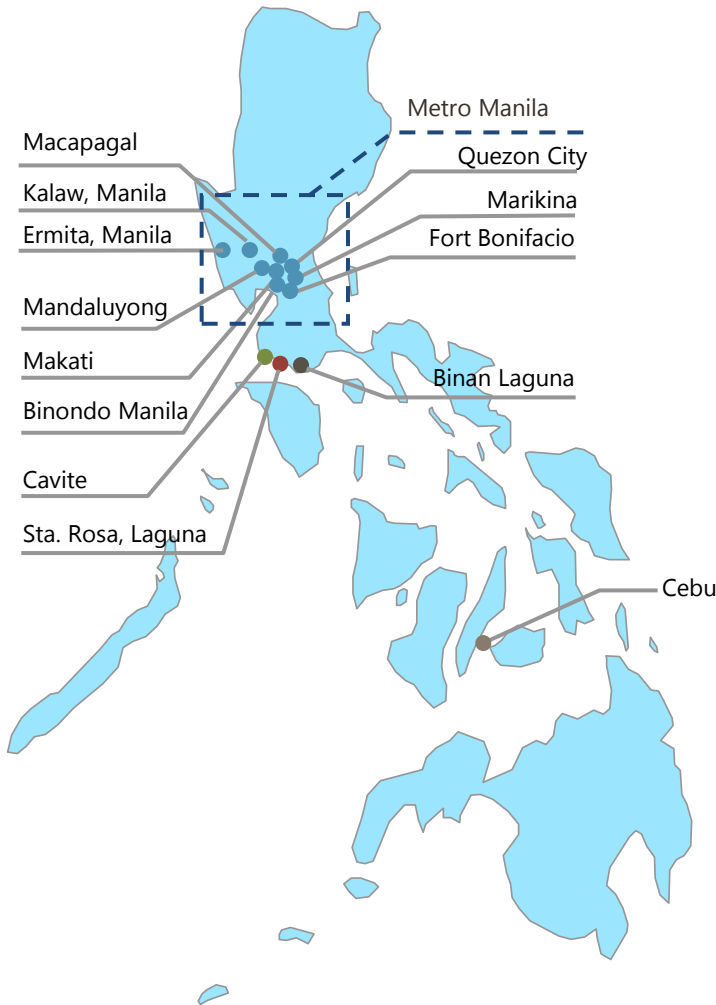 Metro Manila
Macapagal
Quezon City
Kalaw, Manila
Marikina
Ermita, Manila
Fort Bonifacio
Mandaluyong
Makati
Binan Laguna
Binondo Manila
Cavite
Sta. Rosa, Laguna
Cebu